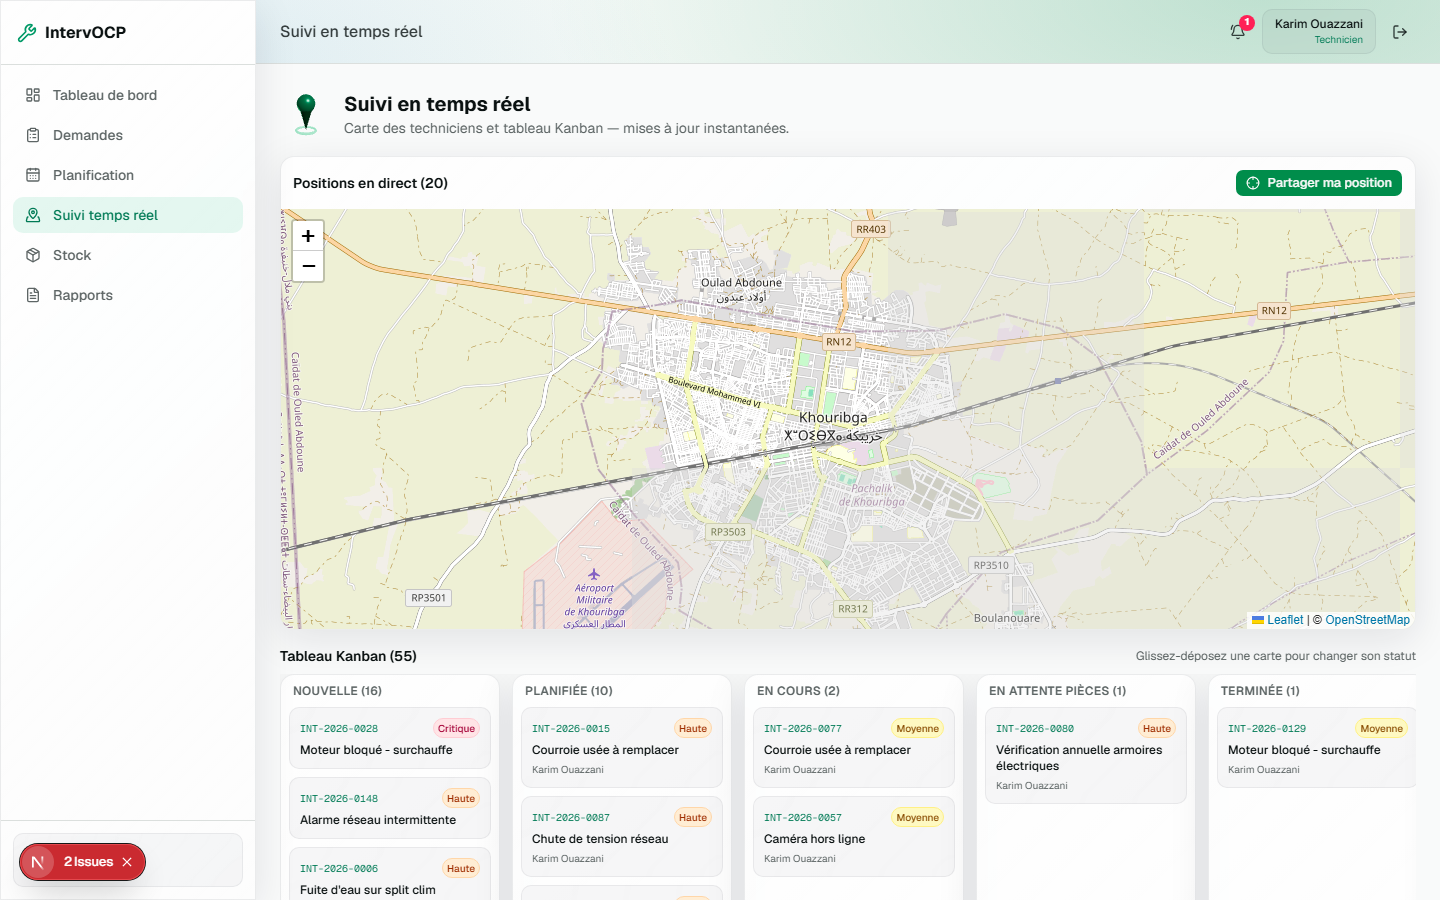 IntervOCP
Suivi en temps réel
1
Karim Ouazzani
Technicien
Tableau de bord
Demandes
Planification
Suivi temps réel
Stock
Rapports
Suivi en temps réel
Carte des techniciens et tableau Kanban — mises à jour instantanées.
Positions en direct (20)
Partager ma position
+
−
RR403
Oulad Abdoune
أولاد عبدون
RN12
RN12
Boulevard Mohammed VI
Khouribga
خريبكة
Caidat de Ouled Abdoune
Caidat de Ouled Abdoune
Pachalik
de Khouribga
Caidat de Ouled Abdoune
RP3503
RP3510
RP3501
RR312
Aéroport
Militaire
de Khouribga
المطار العسكري
Boulanouare
Leaflet | © OpenStreetMap
Tableau Kanban (55)
Glissez-déposez une carte pour changer son statut
NOUVELLE (16)
INT-2026-0028
Critique
Moteur bloqué - surchauffe
INT-2026-0148
Haute
Alarme réseau intermittente
INT-2026-0006
Haute
Fuite d'eau sur split clim
PLANIFIÉE (10)
INT-2026-0015
Haute
Courroie usée à remplacer
Karim Ouazzani
INT-2026-0087
Haute
Chute de tension réseau
Karim Ouazzani
EN COURS (2)
INT-2026-0077
Moyenne
Courroie usée à remplacer
Karim Ouazzani
INT-2026-0057
Moyenne
Caméra hors ligne
Karim Ouazzani
EN ATTENTE PIÈCES (1)
INT-2026-0080
Haute
Vérification annuelle armoires
électriques
Karim Ouazzani
TERMINÉE (1)
INT-2026-0129
Moyenne
Moteur bloqué - surchauffe
Karim Ouazzani
N
2 Issues